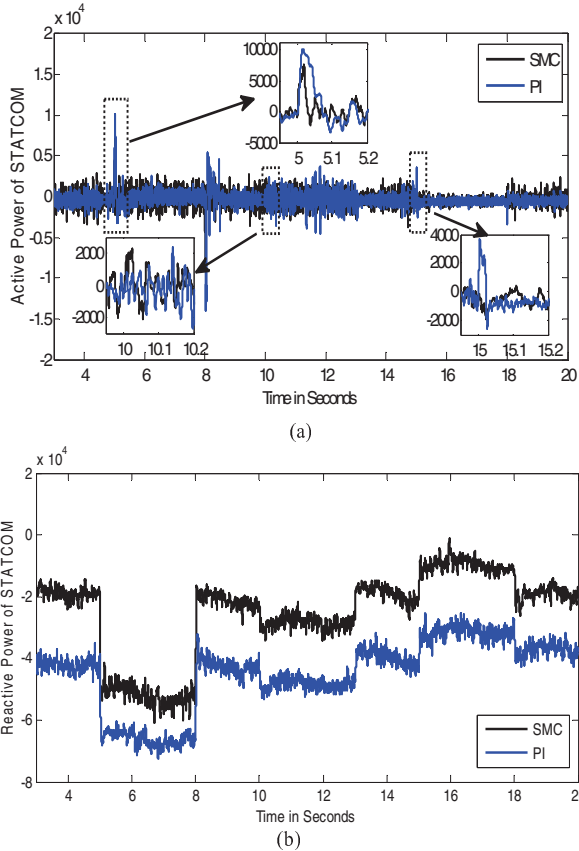 x 10⁴
2
1.5
1
0.5
0
-0.5
-1
-1.5
-2
Active Power of STATCOM
4 6 8 10 12 14 16 18 20
Time in Seconds
SMC
PI
10000
5000
0
-5000
5 5.1 5.2
2000
0
-2000
10 10.1 10.2
4000
2000
0
-2000
15 15.1 15.2
(a)
x 10⁴
2
0
-2
-4
-6
-8
Reactive Power of STATCOM
4 6 8 10 12 14 16 18 2
Time in Seconds
SMC
PI
(b)